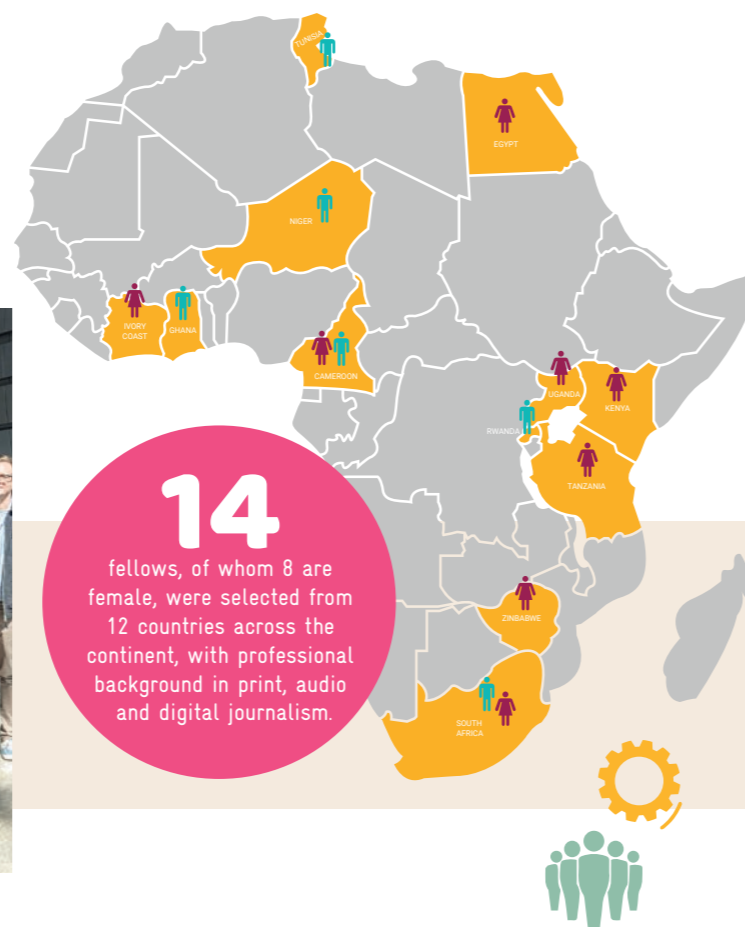 TUNISIA
EGYPT
NIGER
IVORY
COAST
GHANA
CAMEROON
UGANDA
KENYA
RWANDA
TANZANIA
14
fellows, of whom 8 are
female, were selected from
12 countries across the
continent, with professional
background in print, audio
and digital journalism.
ZINBABWE
SOUTH
AFRICA